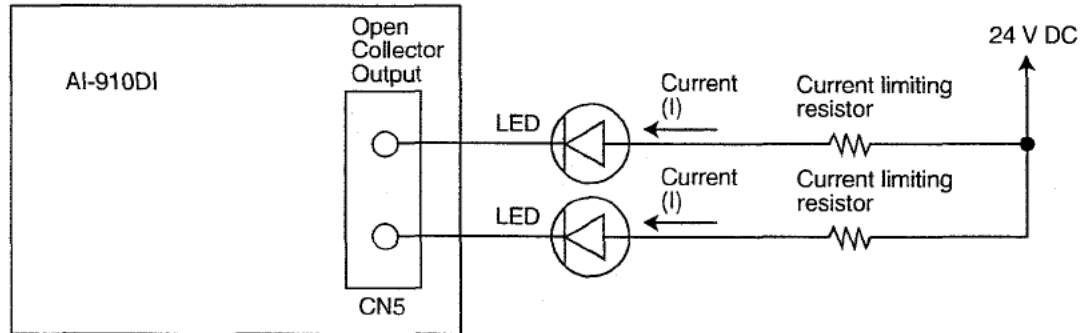 AI-910DI
Open
Collector
Output
CN5
LED
Current
(I)
Current limiting
resistor
24 V DC
LED
Current
(I)
Current limiting
resistor